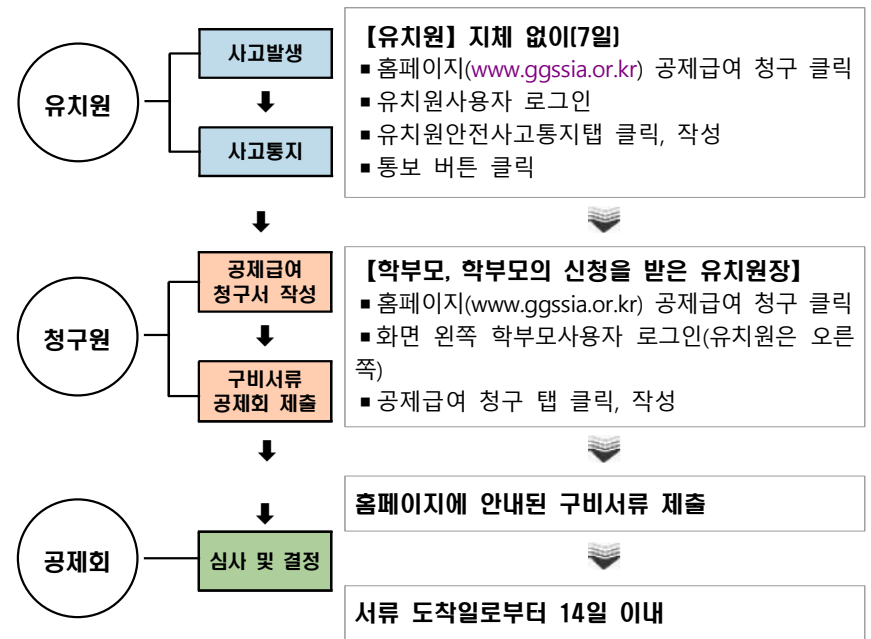 유치원
사고발생
사고통지
【유치원】 지체 없이(7일)
▪홈페이지(www.ggssia.or.kr) 공제급여 청구 클릭
▪유치원사용자 로그인
▪유치원안전사고통지탭 클릭, 작성
▪통보 버튼 클릭
청구원
공제급여
청구서 작성
구비서류
공제회 제출
【학부모, 학부모의 신청을 받은 유치원장】
▪홈페이지(www.ggssia.or.kr) 공제급여 청구 클릭
▪화면 왼쪽 학부모사용자 로그인(유치원은 오른
쪽)
▪공제급여 청구 탭 클릭, 작성
홈페이지에 안내된 구비서류 제출
공제회
심사 및 결정
서류 도착일로부터 14일 이내